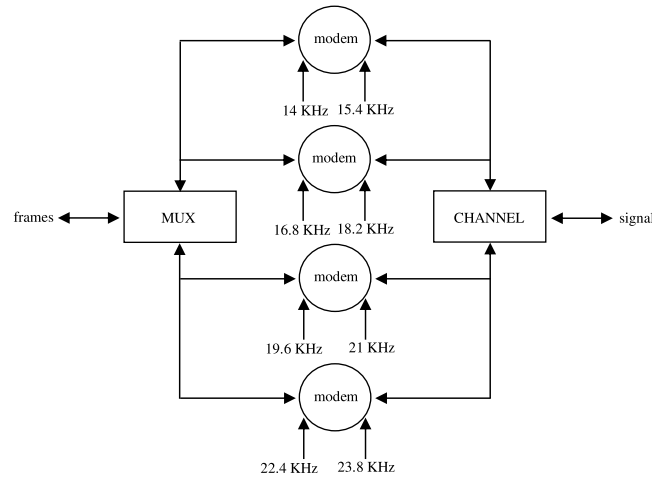 modem
14 KHz 15.4 KHz
modem
16.8 KHz 18.2 KHz
frames MUX CHANNEL signal
modem
19.6 KHz 21 KHz
modem
22.4 KHz 23.8 KHz